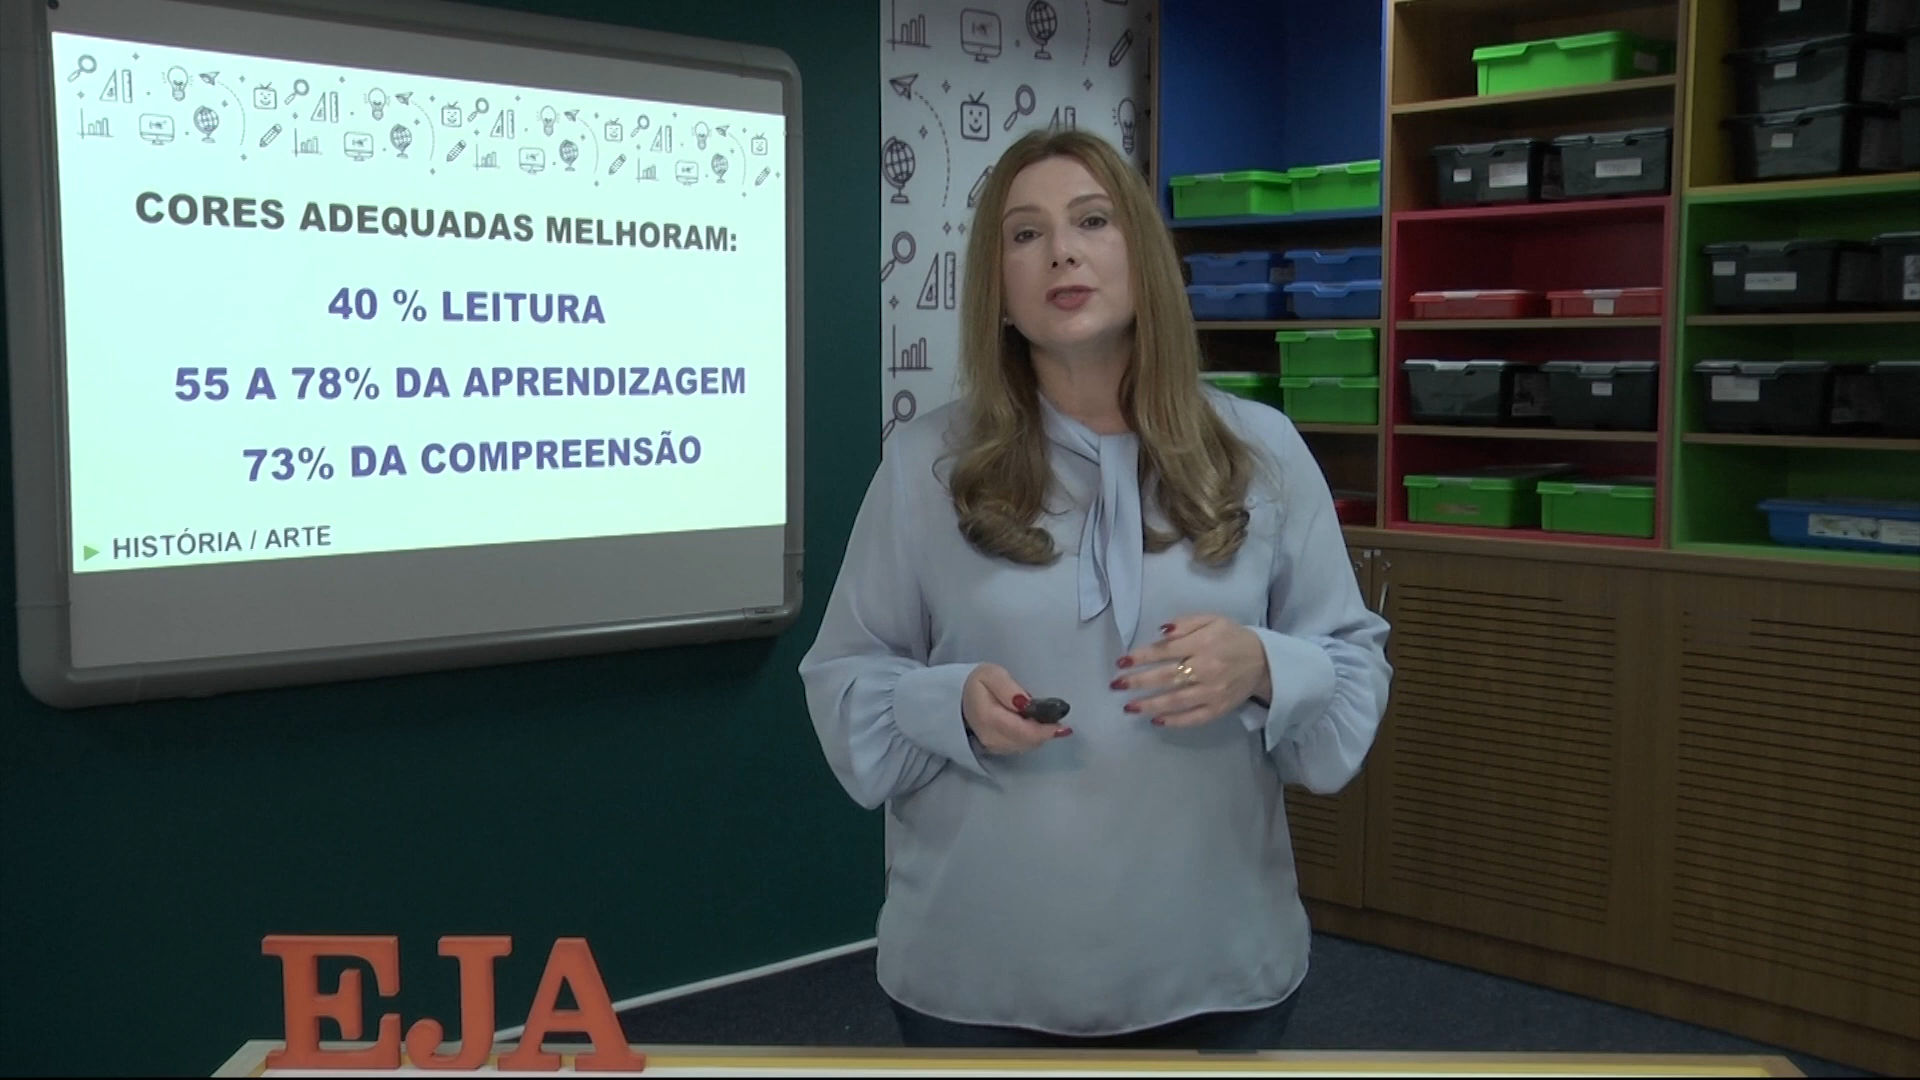 CORES ADEQUADAS MELHORAM:
40 % LEITURA
55 A 78% DA APRENDIZAGEM
73% DA COMPREENSÃO
HISTÓRIA / ARTE
EJA